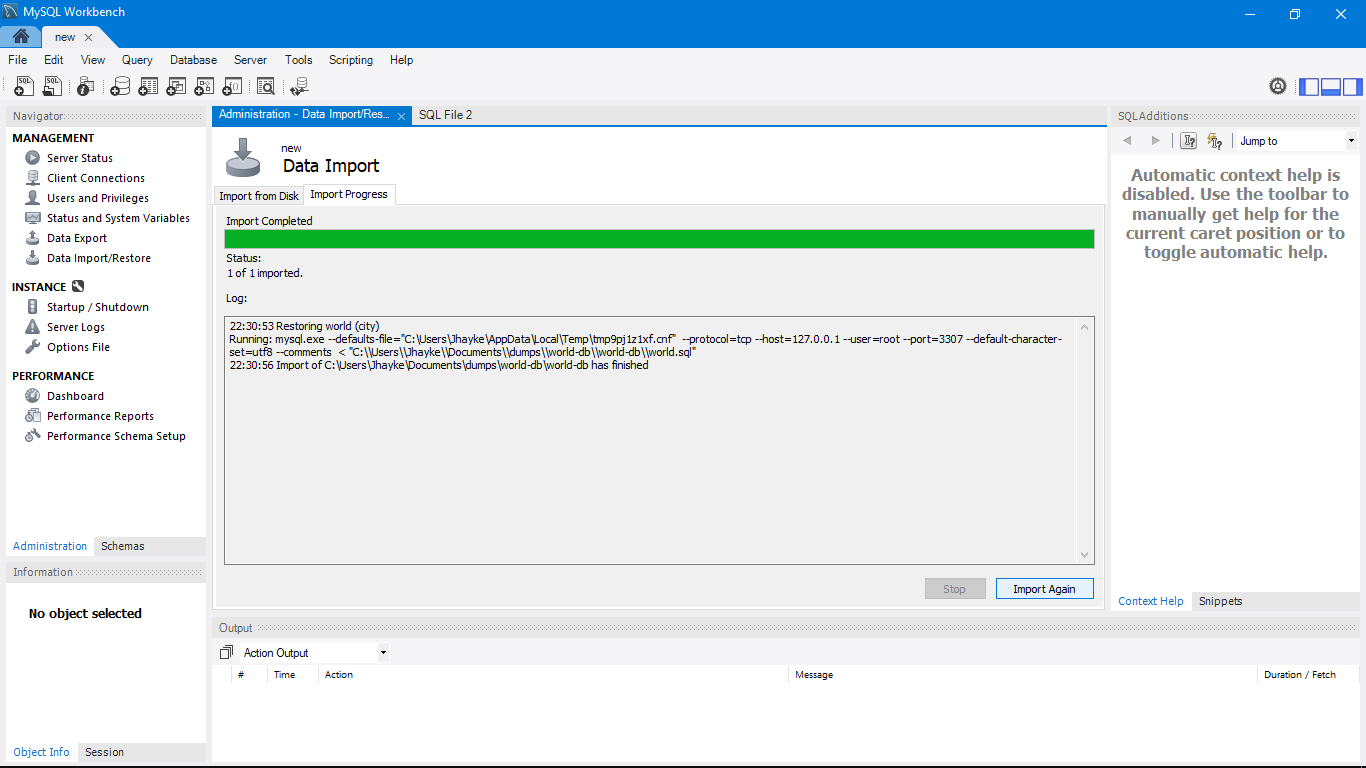 MySQL Workbench
new
File Edit View Query Database Server Tools Scripting Help
Navigator
MANAGEMENT
Server Status
Client Connections
Users and Privileges
Status and System Variables
Data Export
Data Import/Restore
INSTANCE
Startup / Shutdown
Server Logs
Options File
PERFORMANCE
Dashboard
Performance Reports
Performance Schema Setup
Administration Schemas
Information
No object selected
Object Info Session
Administration - Data Import/Res... SQL File 2
new
Data Import
Import from Disk Import Progress
Import Completed
Status:
1 of 1 imported.
Log:
22:30:53 Restoring world (city)
Running: mysql.exe --defaults-file="C:\Users\Jhayke\AppData\Local\Temp\tmp9pj1z1xf.cnf"  --protocol=tcp --host=127.0.0.1 --user=root --port=3307 --default-character-
set=utf8 --comments  < "C:\\Users\\Jhayke\\Documents\\dumps\\world-db\\world-db\\world.sql"
22:30:56 Import of C:\Users\Jhayke\Documents\dumps\world-db\world-db has finished
Stop Import Again
Output
Action Output
# Time Action Message Duration / Fetch
SQLAdditions
Jump to
Automatic context help is
disabled. Use the toolbar to
manually get help for the
current caret position or to
toggle automatic help.
Context Help Snippets